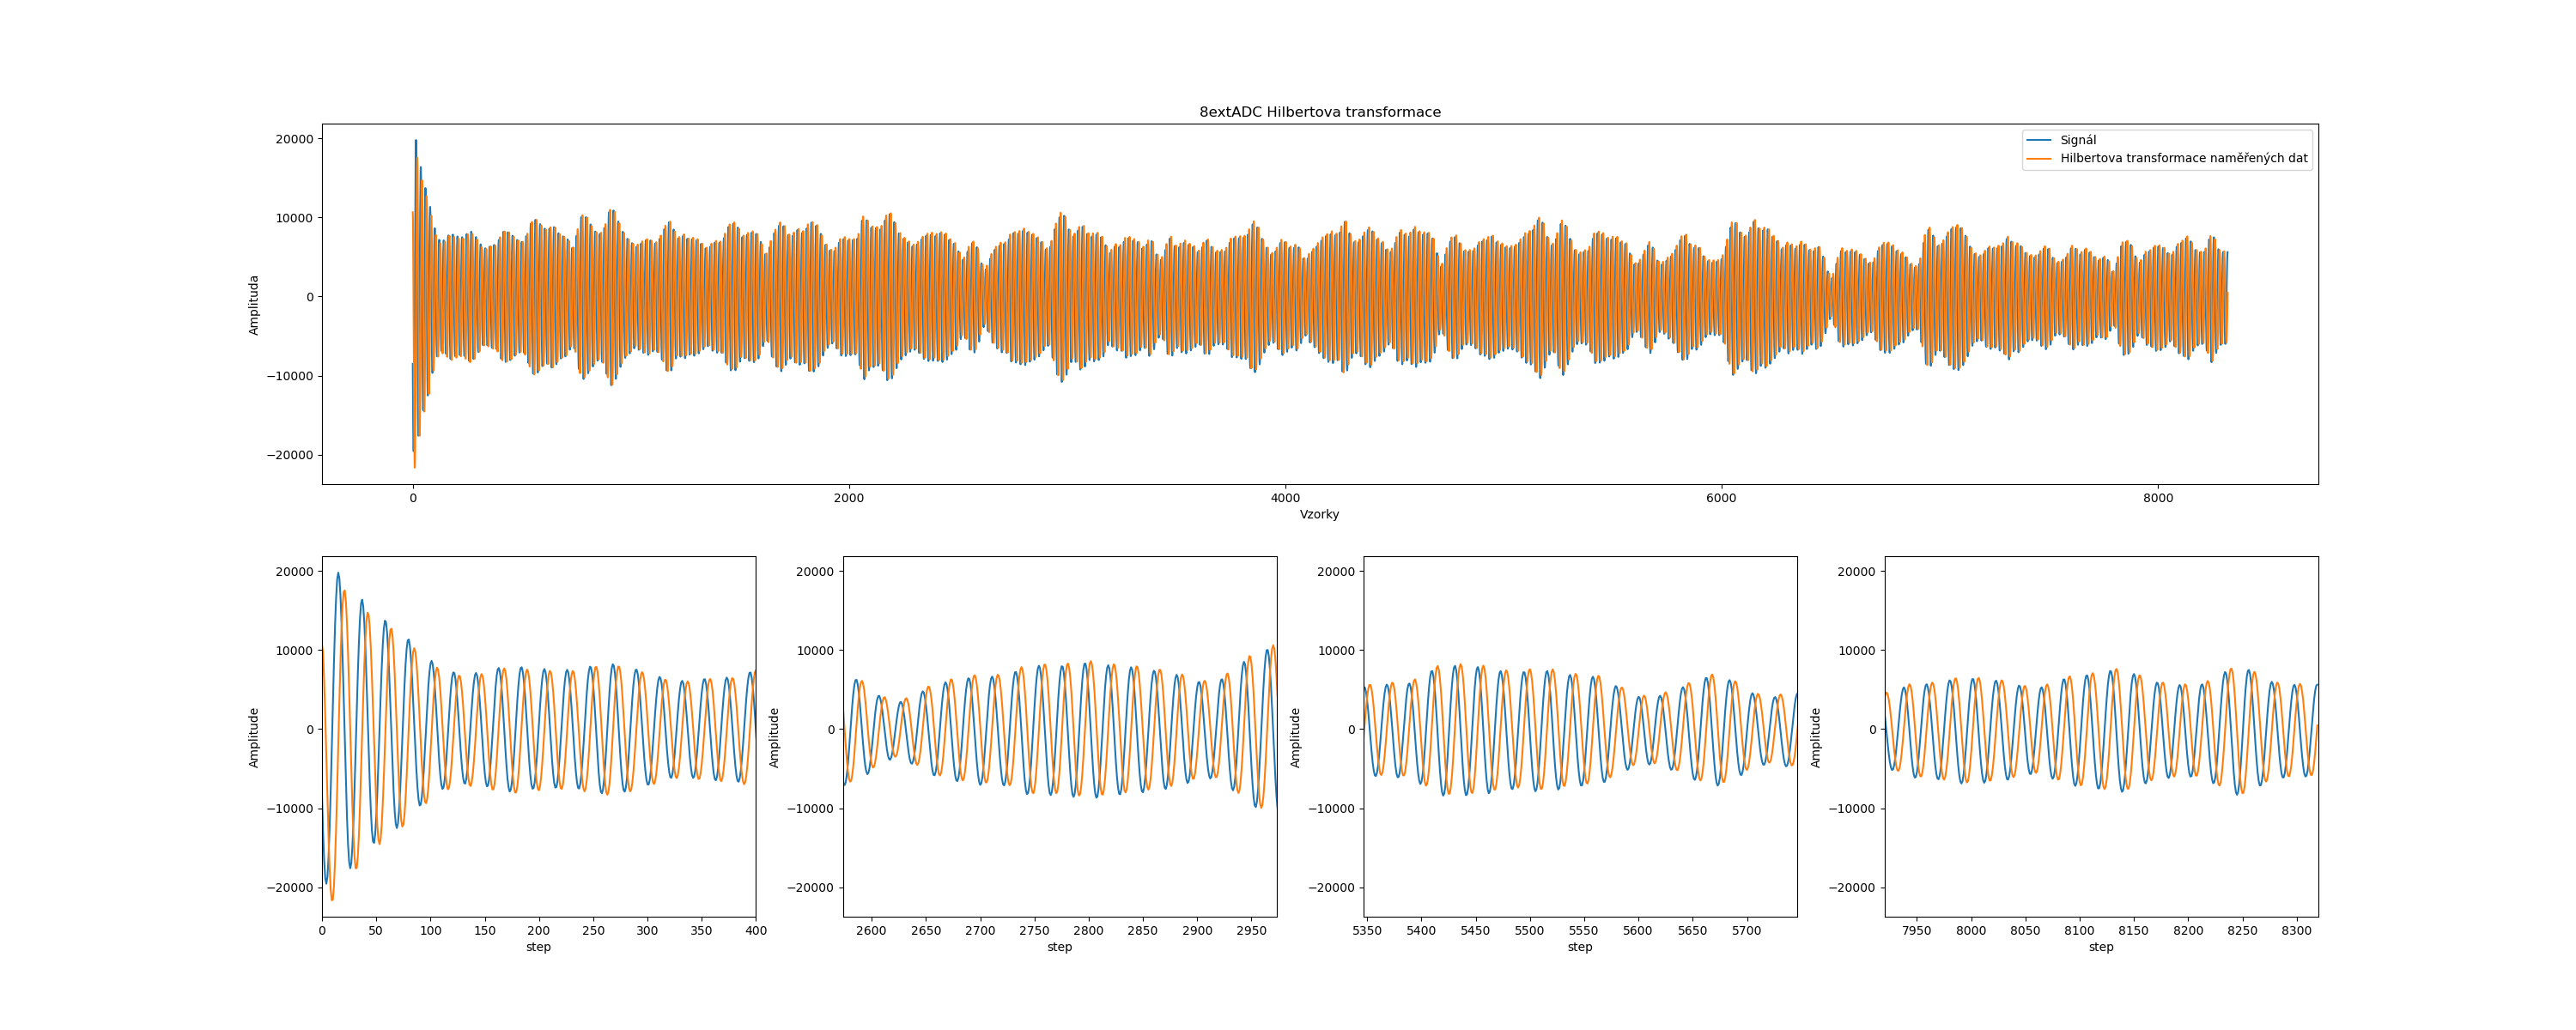 8extADC Hilbertova transformace
20000
10000
0
−10000
−20000
Amplituda
Signál
Hilbertova transformace naměřených dat
0 2000 4000 6000 8000
Vzorky
20000
10000
0
−10000
−20000
Amplitude
0 50 100 150 200 250 300 350 400
step
20000
10000
0
−10000
−20000
Amplitude
2600 2650 2700 2750 2800 2850 2900 2950
step
20000
10000
0
−10000
−20000
Amplitude
5350 5400 5450 5500 5550 5600 5650 5700
step
20000
10000
0
−10000
−20000
Amplitude
7950 8000 8050 8100 8150 8200 8250 8300
step